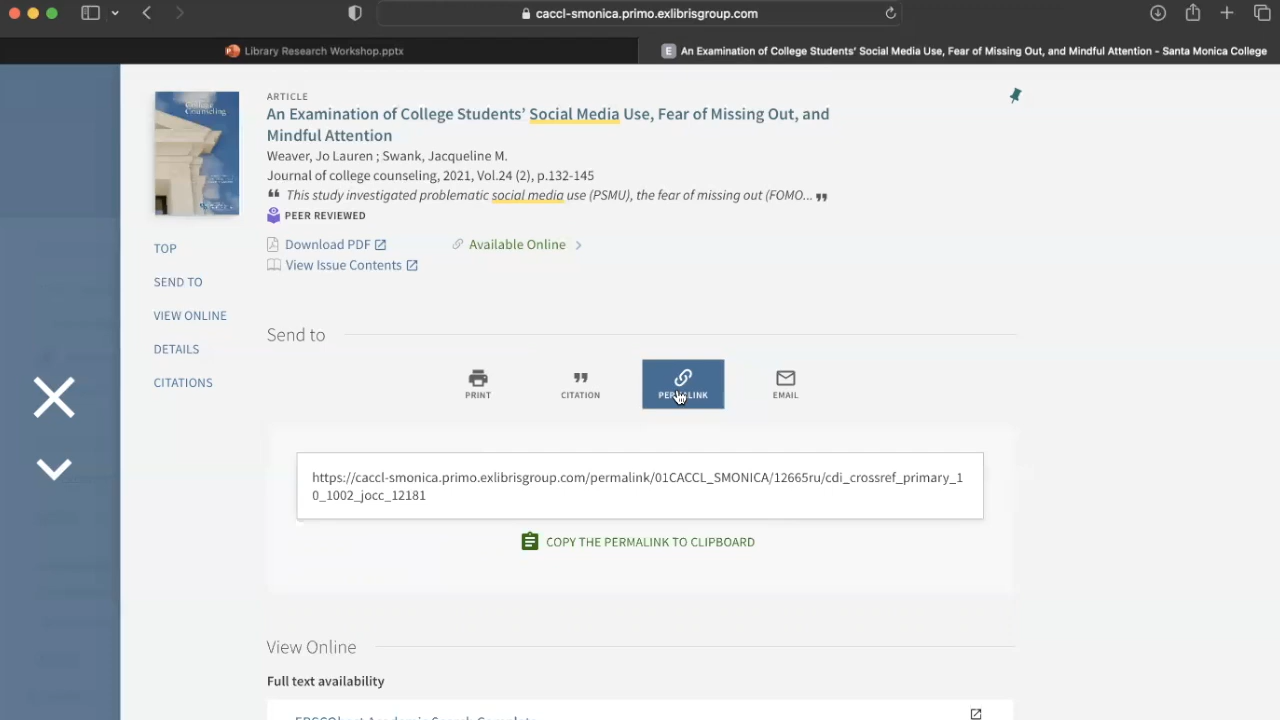 caccl-smonica.primo.exlibrisgroup.com
Library Research Workshop.pptx
E An Examination of College Students' Social Media Use, Fear of Missing Out, and Mindful Attention - Santa Monica College
Counseling
ARTICLE
An Examination of College Students' Social Media Use, Fear of Missing Out, and
Mindful Attention
Weaver, Jo Lauren ; Swank, Jacqueline M.
Journal of college counseling, 2021, Vol.24 (2), p.132-145
❝ This study investigated problematic social media use (PSMU), the fear of missing out (FOMO... ❞
PEER REVIEWED
Download PDF
Available Online
View Issue Contents
TOP
SEND TO
VIEW ONLINE
DETAILS
CITATIONS
Send to
PRINT
CITATION
PERMALINK
EMAIL
https://caccl-smonica.primo.exlibrisgroup.com/permalink/01CACCL_SMONICA/12665ru/cdi_crossref_primary_1
0_1002_jocc_12181
COPY THE PERMALINK TO CLIPBOARD
View Online
Full text availability
EBSCOhost Academic Search Complete